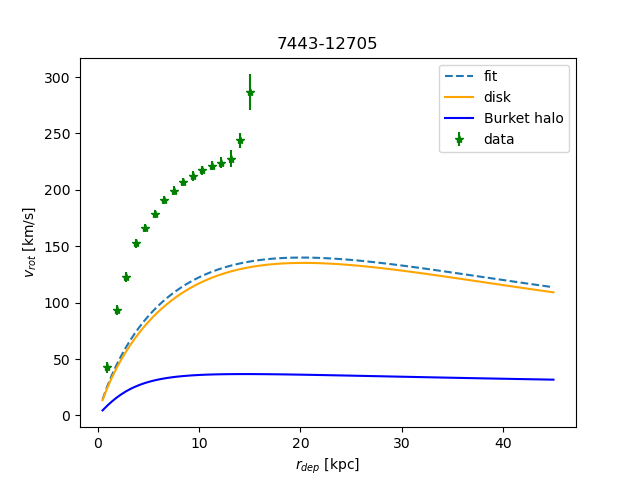 7443-12705
fit
disk
Burket halo
data
300
250
200
150
100
50
0
v_rot [km/s]
0 10 20 30 40
r_dep [kpc]